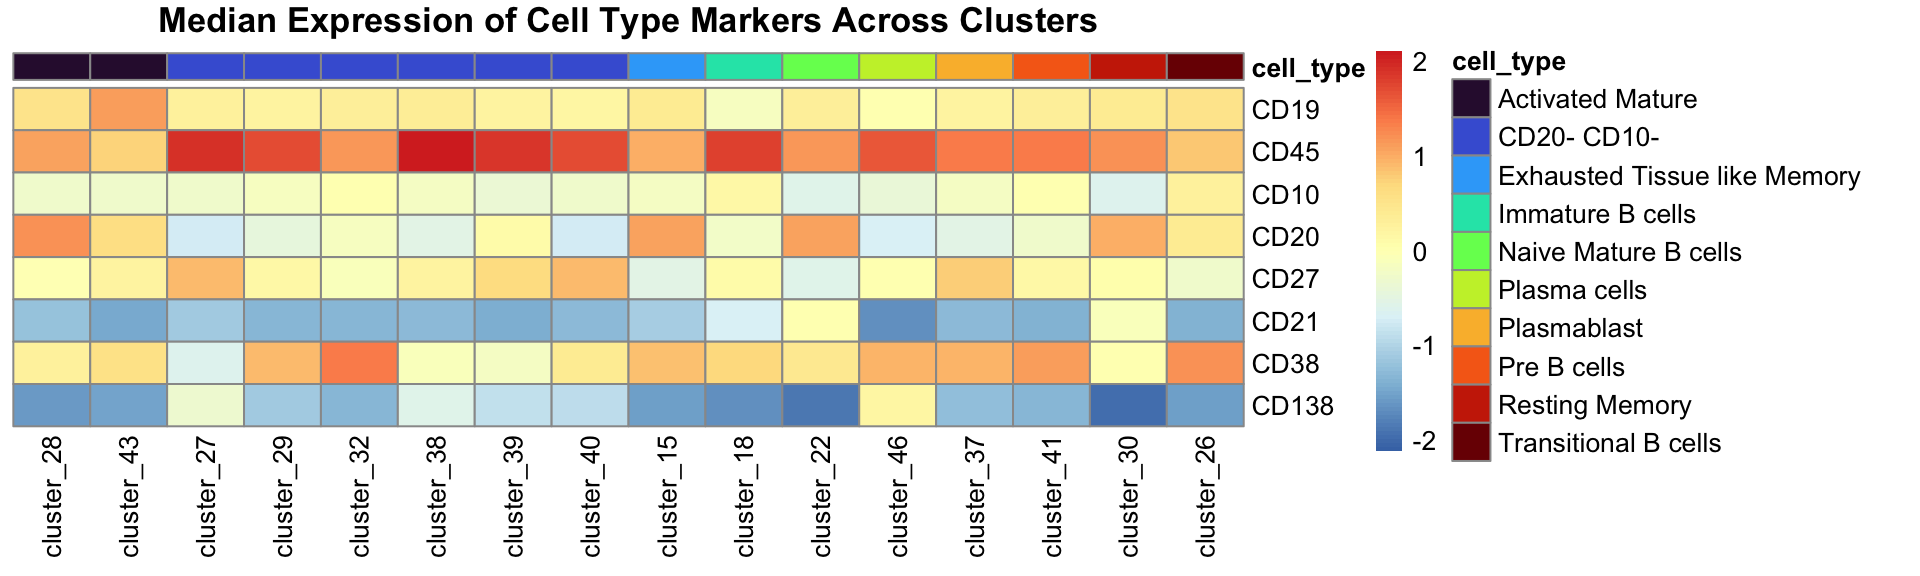 Median Expression of Cell Type Markers Across Clusters
cell_type
CD19
CD45
CD10
CD20
CD27
CD21
CD38
CD138
cluster_28
cluster_43
cluster_27
cluster_29
cluster_32
cluster_38
cluster_39
cluster_40
cluster_15
cluster_18
cluster_22
cluster_46
cluster_37
cluster_41
cluster_30
cluster_26
2
1
0
-1
-2
cell_type
Activated Mature
CD20- CD10-
Exhausted Tissue like Memory
Immature B cells
Naive Mature B cells
Plasma cells
Plasmablast
Pre B cells
Resting Memory
Transitional B cells